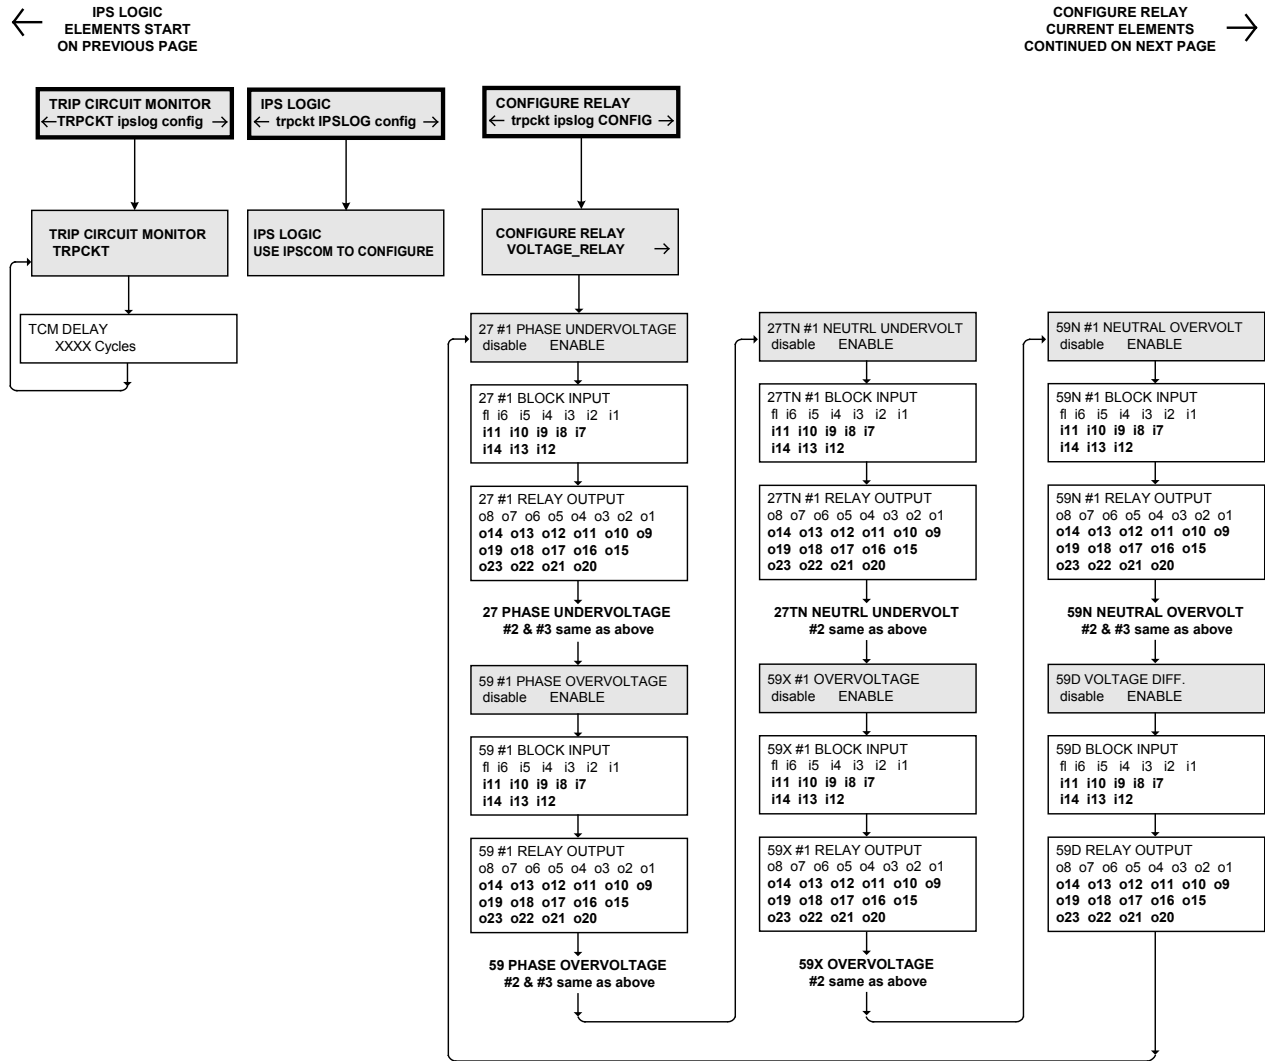 IPS LOGIC
ELEMENTS START
ON PREVIOUS PAGE
CONFIGURE RELAY
CURRENT ELEMENTS
CONTINUED ON NEXT PAGE
TRIP CIRCUIT MONITOR
←TRPCKT ipslog config →
IPS LOGIC
← trpckt IPSLOG config →
CONFIGURE RELAY
← trpckt ipslog CONFIG →
TRIP CIRCUIT MONITOR
TRPCKT
IPS LOGIC
USE IPSCOM TO CONFIGURE
CONFIGURE RELAY
VOLTAGE_RELAY →
TCM DELAY
XXXX Cycles
27 #1 PHASE UNDERVOLTAGE
disable ENABLE
27 #1 BLOCK INPUT
fl i6 i5 i4 i3 i2 i1
i11 i10 i9 i8 i7
i14 i13 i12
27 #1 RELAY OUTPUT
o8 o7 o6 o5 o4 o3 o2 o1
o14 o13 o12 o11 o10 o9
o19 o18 o17 o16 o15
o23 o22 o21 o20
27 PHASE UNDERVOLTAGE
#2 & #3 same as above
59 #1 PHASE OVERVOLTAGE
disable ENABLE
59 #1 BLOCK INPUT
fl i6 i5 i4 i3 i2 i1
i11 i10 i9 i8 i7
i14 i13 i12
59 #1 RELAY OUTPUT
o8 o7 o6 o5 o4 o3 o2 o1
o14 o13 o12 o11 o10 o9
o19 o18 o17 o16 o15
o23 o22 o21 o20
59 PHASE OVERVOLTAGE
#2 & #3 same as above
27TN #1 NEUTRL UNDERVOLT
disable ENABLE
27TN #1 BLOCK INPUT
fl i6 i5 i4 i3 i2 i1
i11 i10 i9 i8 i7
i14 i13 i12
27TN #1 RELAY OUTPUT
o8 o7 o6 o5 o4 o3 o2 o1
o14 o13 o12 o11 o10 o9
o19 o18 o17 o16 o15
o23 o22 o21 o20
27TN NEUTRL UNDERVOLT
#2 same as above
59X #1 OVERVOLTAGE
disable ENABLE
59X #1 BLOCK INPUT
fl i6 i5 i4 i3 i2 i1
i11 i10 i9 i8 i7
i14 i13 i12
59X #1 RELAY OUTPUT
o8 o7 o6 o5 o4 o3 o2 o1
o14 o13 o12 o11 o10 o9
o19 o18 o17 o16 o15
o23 o22 o21 o20
59X OVERVOLTAGE
#2 same as above
59N #1 NEUTRAL OVERVOLT
disable ENABLE
59N #1 BLOCK INPUT
fl i6 i5 i4 i3 i2 i1
i11 i10 i9 i8 i7
i14 i13 i12
59N #1 RELAY OUTPUT
o8 o7 o6 o5 o4 o3 o2 o1
o14 o13 o12 o11 o10 o9
o19 o18 o17 o16 o15
o23 o22 o21 o20
59N NEUTRAL OVERVOLT
#2 & #3 same as above
59D VOLTAGE DIFF.
disable ENABLE
59D BLOCK INPUT
fl i6 i5 i4 i3 i2 i1
i11 i10 i9 i8 i7
i14 i13 i12
59D RELAY OUTPUT
o8 o7 o6 o5 o4 o3 o2 o1
o14 o13 o12 o11 o10 o9
o19 o18 o17 o16 o15
o23 o22 o21 o20